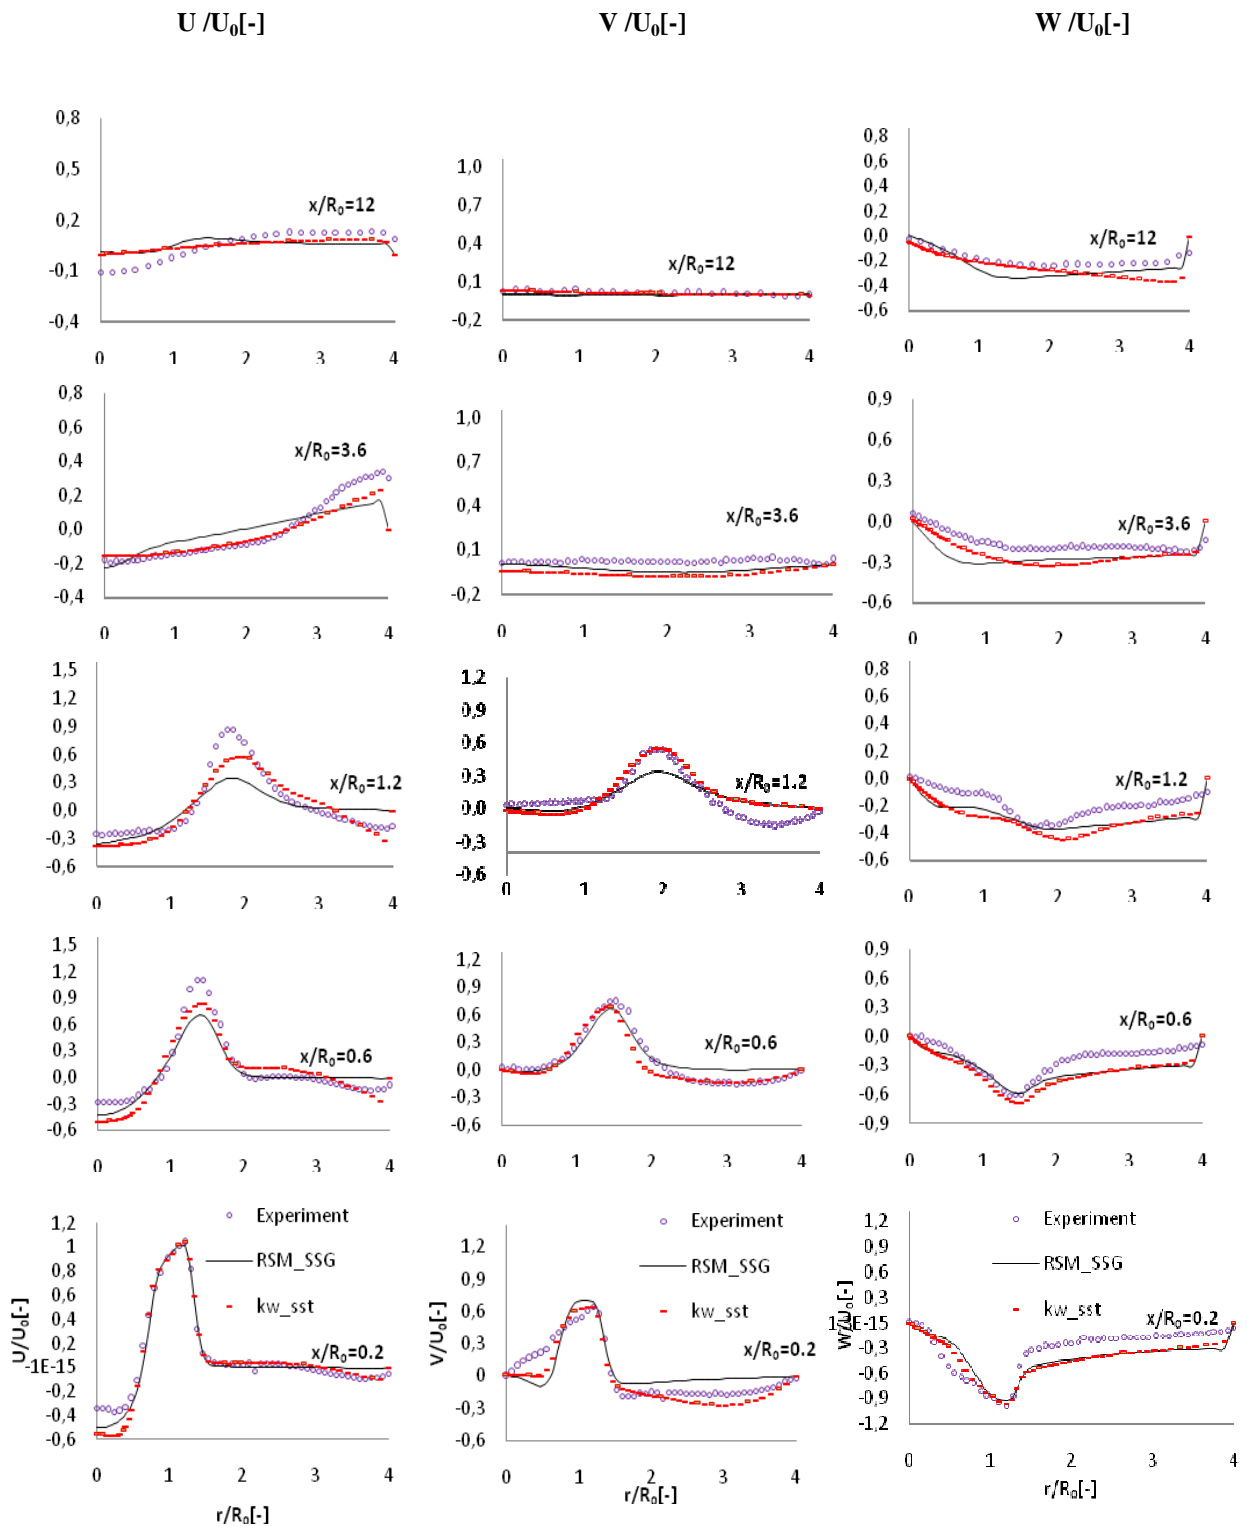 U /U₀[-] V /U₀[-] W /U₀[-]
0,8
0,5
0,2
-0,1
-0,4
x/R₀=12
0 1 2 3 4
1,0
0,7
0,4
0,1
-0,2
x/R₀=12
0 1 2 3 4
0,8
0,6
0,4
0,2
0,0
-0,2
-0,4
-0,6
x/R₀=12
0 1 2 3 4
0,8
0,6
0,4
0,2
0,0
-0,2
-0,4
x/R₀=3.6
0 1 2 3 4
1,0
0,7
0,4
0,1
-0,2
x/R₀=3.6
0 1 2 3 4
0,9
0,6
0,3
0,0
-0,3
-0,6
x/R₀=3.6
0 1 2 3 4
1,5
1,2
0,9
0,6
0,3
0,0
-0,3
-0,6
x/R₀=1.2
0 1 2 3 4
1,2
0,9
0,6
0,3
0,0
-0,3
-0,6
x/R₀=1.2
0 1 2 3 4
0,8
0,6
0,4
0,2
0,0
-0,2
-0,4
-0,6
x/R₀=1.2
0 1 2 3 4
1,5
1,2
0,9
0,6
0,3
0,0
-0,3
-0,6
x/R₀=0.6
0 1 2 3 4
1,2
0,9
0,6
0,3
0,0
-0,3
-0,6
x/R₀=0.6
0 1 2 3 4
0,9
0,6
0,3
0,0
-0,3
-0,6
-0,9
x/R₀=0.6
0 1 2 3 4
U/U₀[-]
1,2
1
0,8
0,6
0,4
0,2
-1E-15
-0,2
-0,4
-0,6
Experiment
RSM_SSG
kw_sst
x/R₀=0.2
0 1 2 3 4
r/R₀[-]
V/U₀[-]
1,2
0,9
0,6
0,3
0
-0,3
-0,6
Experiment
RSM_SSG
kw_sst
x/R₀=0.2
0 1 2 3 4
r/R₀[-]
W/U₀[-]
1,2
0,9
0,6
0,3
-0,3
-0,6
-0,9
-1,2
Experiment
RSM_SSG
kw_sst
x/R₀=0.2
0 1 2 3 4
r/R₀[-]